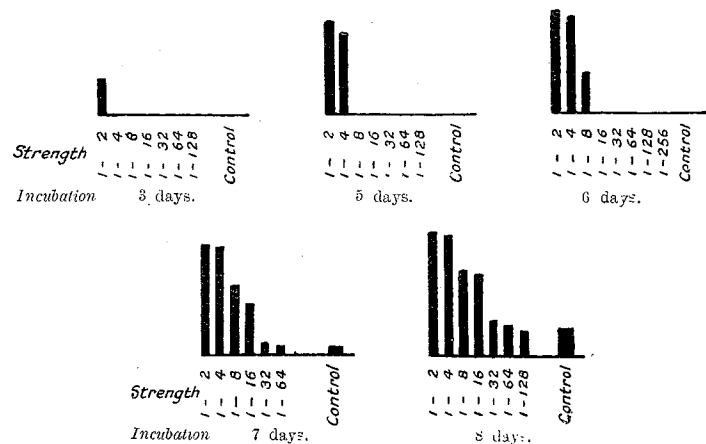 Strength 1-2 1-4 1-8 1-16 1-32 1-64 1-128 Control
1-2 1-4 1-8 1-16 1-32 1-64 1-128 Control
1-2 1-4 1-8 1-16 1-32 1-64 1-128 1-256 Control
Incubation 3 days. 5 days. 6 days.
Strength 1-2 1-4 1-8 1-16 1-32 1-64 Control
1-2 1-4 1-8 1-16 1-32 1-64 1-128 Control
Incubation 7 days. 8 days.